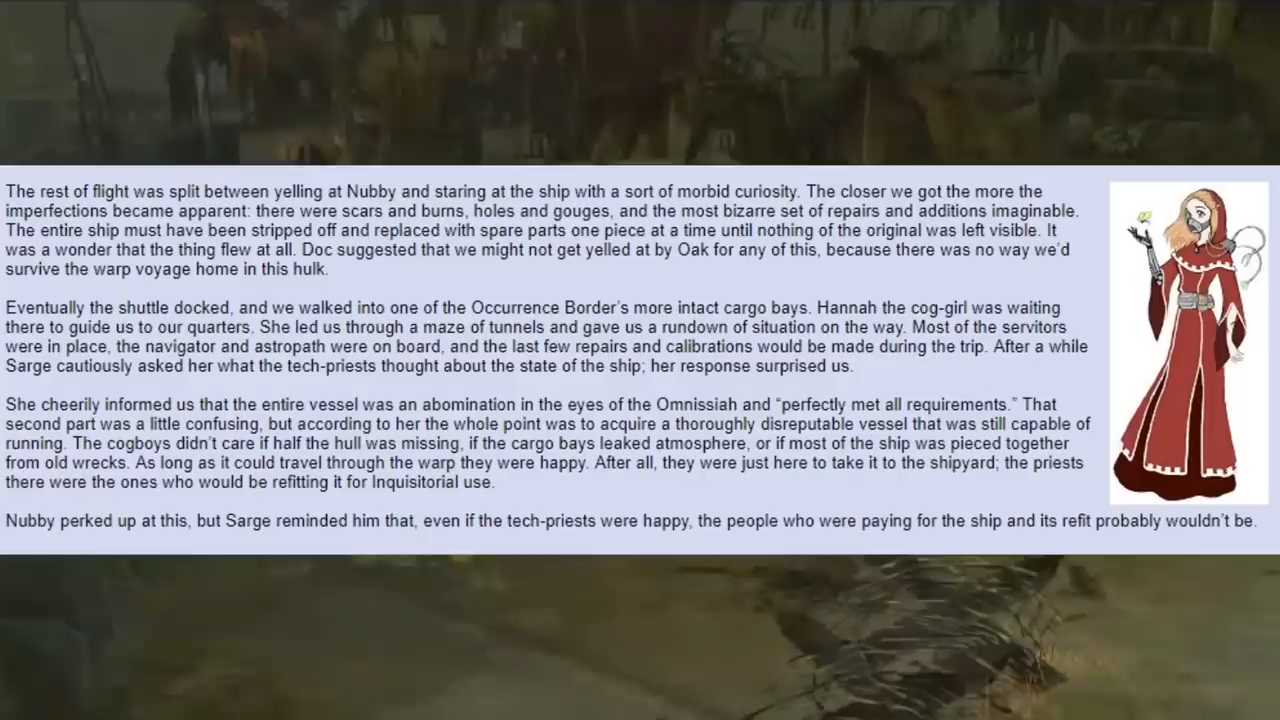 The rest of flight was split between yelling at Nubby and staring at the ship with a sort of morbid curiosity. The closer we got the more the
imperfections became apparent: there were scars and burns, holes and gouges, and the most bizarre set of repairs and additions imaginable.
The entire ship must have been stripped off and replaced with spare parts one piece at a time until nothing of the original was left visible. It
was a wonder that the thing flew at all. Doc suggested that we might not get yelled at by Oak for any of this, because there was no way we'd
survive the warp voyage home in this hulk.
Eventually the shuttle docked, and we walked into one of the Occurrence Border's more intact cargo bays. Hannah the cog-girl was waiting
there to guide us to our quarters. She led us through a maze of tunnels and gave us a rundown of situation on the way. Most of the servitors
were in place, the navigator and astropath were on board, and the last few repairs and calibrations would be made during the trip. After a while
Sarge cautiously asked her what the tech-priests thought about the state of the ship; her response surprised us.
She cheerily informed us that the entire vessel was an abomination in the eyes of the Omnissiah and “perfectly met all requirements.” That
second part was a little confusing, but according to her the whole point was to acquire a thoroughly disreputable vessel that was still capable of
running. The cogboys didn't care if half the hull was missing, if the cargo bays leaked atmosphere, or if most of the ship was pieced together
from old wrecks. As long as it could travel through the warp they were happy. After all, they were just here to take it to the shipyard; the priests
there were the ones who would be refitting it for Inquisitorial use.
Nubby perked up at this, but Sarge reminded him that, even if the tech-priests were happy, the people who were paying for the ship and its refit probably wouldn't be.